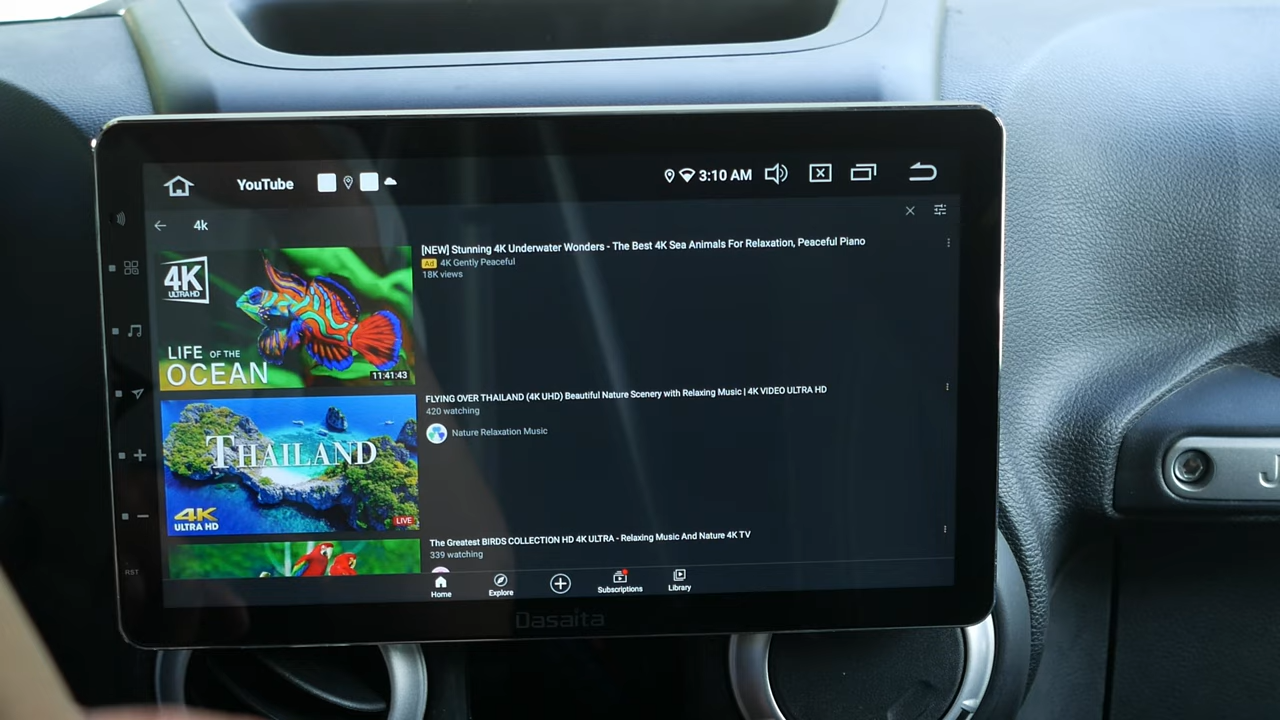 YouTube
3:10 AM
4k
[NEW] Stunning 4K Underwater Wonders - The Best 4K Sea Animals For Relaxation, Peaceful Piano
Ad 4K Gently Peaceful
18K views
4K
ULTRA HD
LIFE OF THE
OCEAN
11:41:43
FLYING OVER THAILAND (4K UHD) Beautiful Nature Scenery with Relaxing Music | 4K VIDEO ULTRA HD
420 watching
Nature Relaxation Music
THAILAND
4K
ULTRA HD
LIVE
The Greatest BIRDS COLLECTION HD 4K ULTRA - Relaxing Music And Nature 4K TV
339 watching
Home
Explore
Subscriptions
Library
RST
Dasaita
J